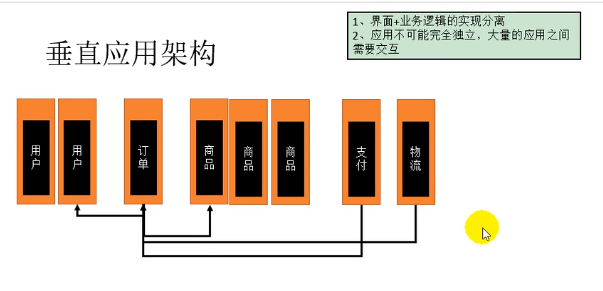 1、界面+业务逻辑的实现分离
2、应用不可能完全独立，大量的应用之间
需要交互
垂直应用架构
用户
用户
订单
商品
商品
商品
支付
物流